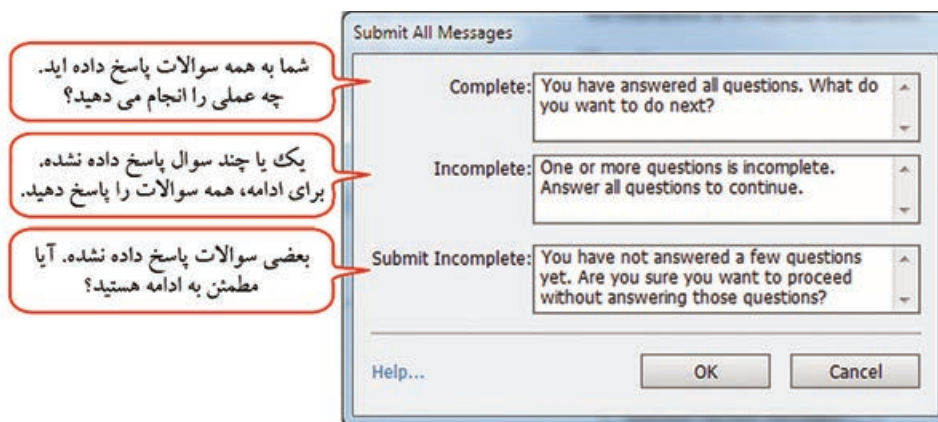 Submit All Messages
شما به همه سوالات پاسخ داده اید.
چه عملی را انجام می دهید؟
Complete:
You have answered all questions. What do
you want to do next?
یک یا چند سوال پاسخ داده نشده.
برای ادامه، همه سوالات را پاسخ دهید.
Incomplete:
One or more questions is incomplete.
Answer all questions to continue.
بعضی سوالات پاسخ داده نشده. آیا
مطمئن به ادامه هستید؟
Submit Incomplete:
You have not answered a few questions
yet. Are you sure you want to proceed
without answering those questions?
Help...
OK
Cancel